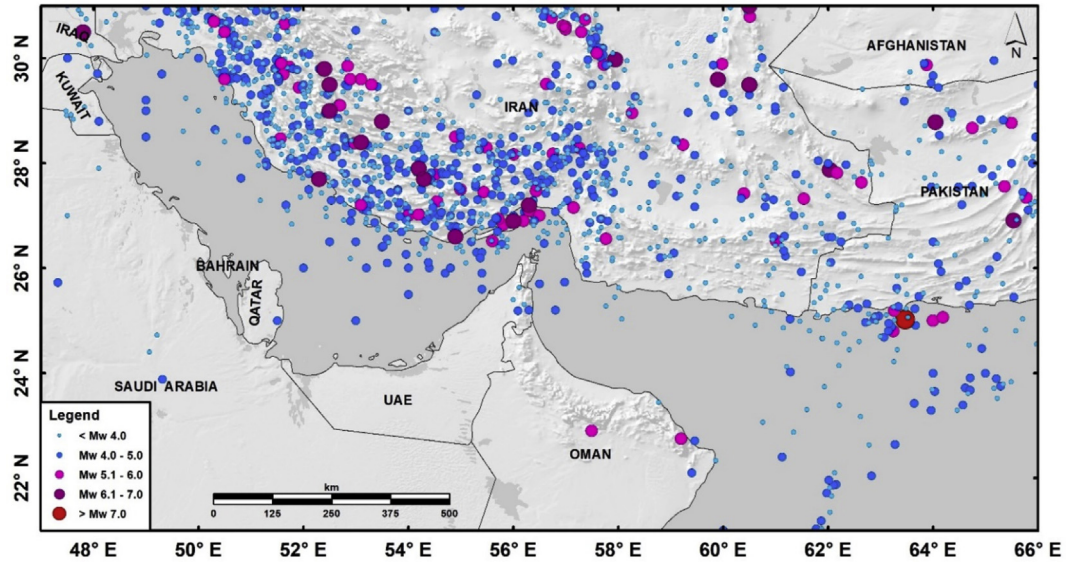 30° N
28° N
26° N
24° N
22° N
IRAQ
KUWAIT
IRAN
AFGHANISTAN
PAKISTAN
BAHRAIN
QATAR
SAUDI ARABIA
UAE
OMAN
N
Legend
< Mw 4.0
Mw 4.0 - 5.0
Mw 5.1 - 6.0
Mw 6.1 - 7.0
> Mw 7.0
km
0 125 250 375 500
48° E 50° E 52° E 54° E 56° E 58° E 60° E 62° E 64° E 66° E